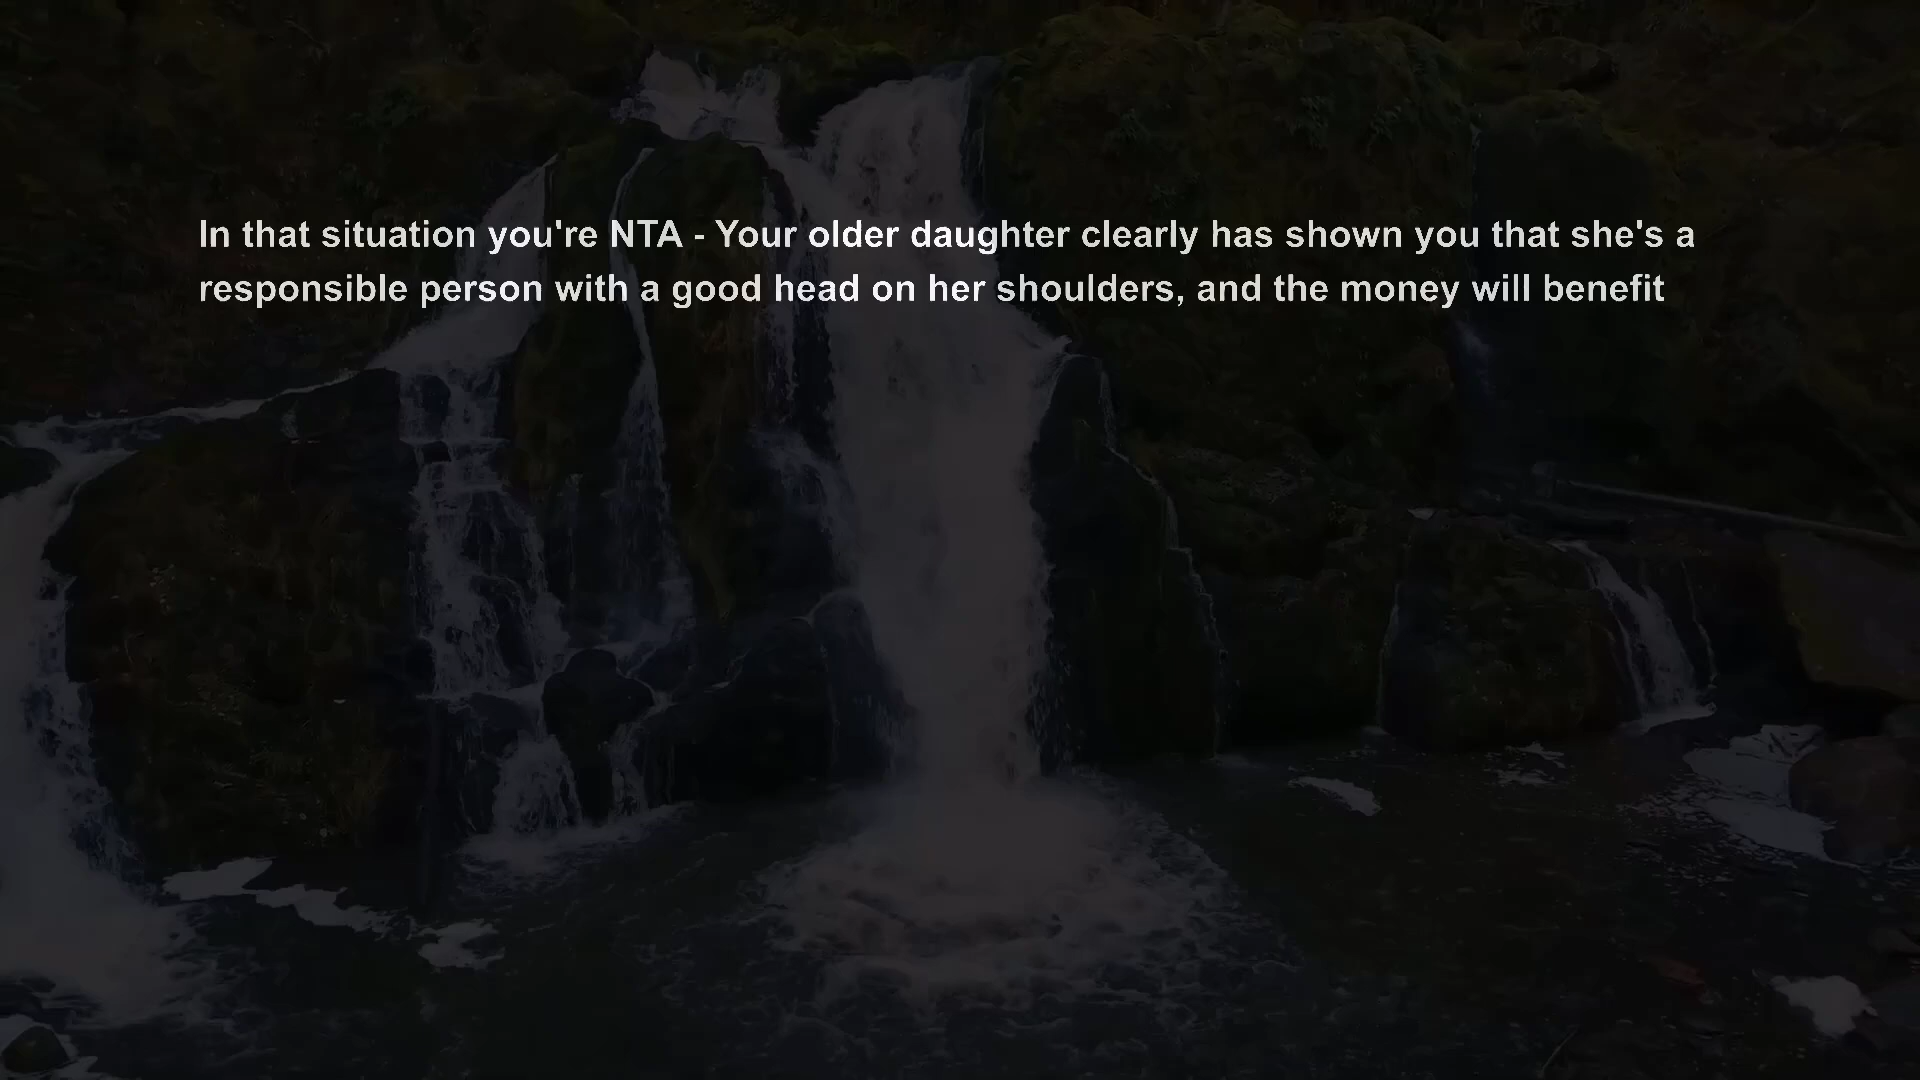 In that situation you're NTA - Your older daughter clearly has shown you that she's a
responsible person with a good head on her shoulders, and the money will benefit